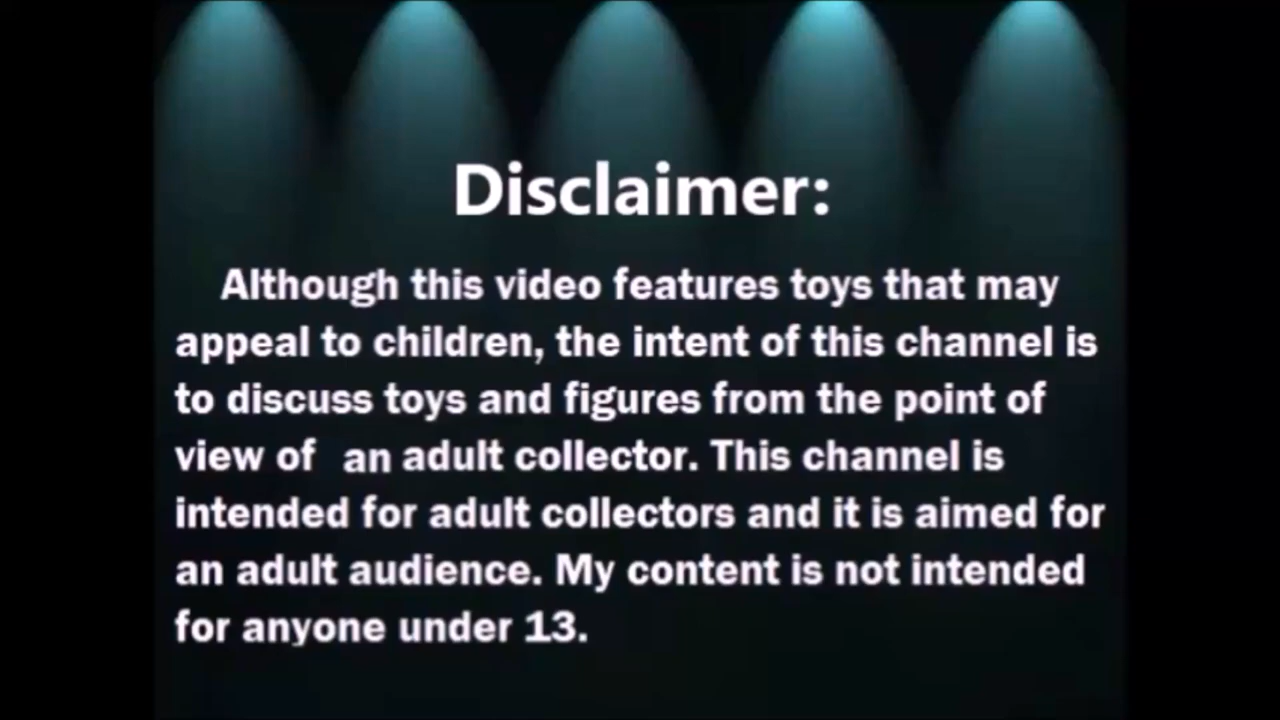 Disclaimer:
Although this video features toys that may
appeal to children, the intent of this channel is
to discuss toys and figures from the point of
view of an adult collector. This channel is
intended for adult collectors and it is aimed for
an adult audience. My content is not intended
for anyone under 13.